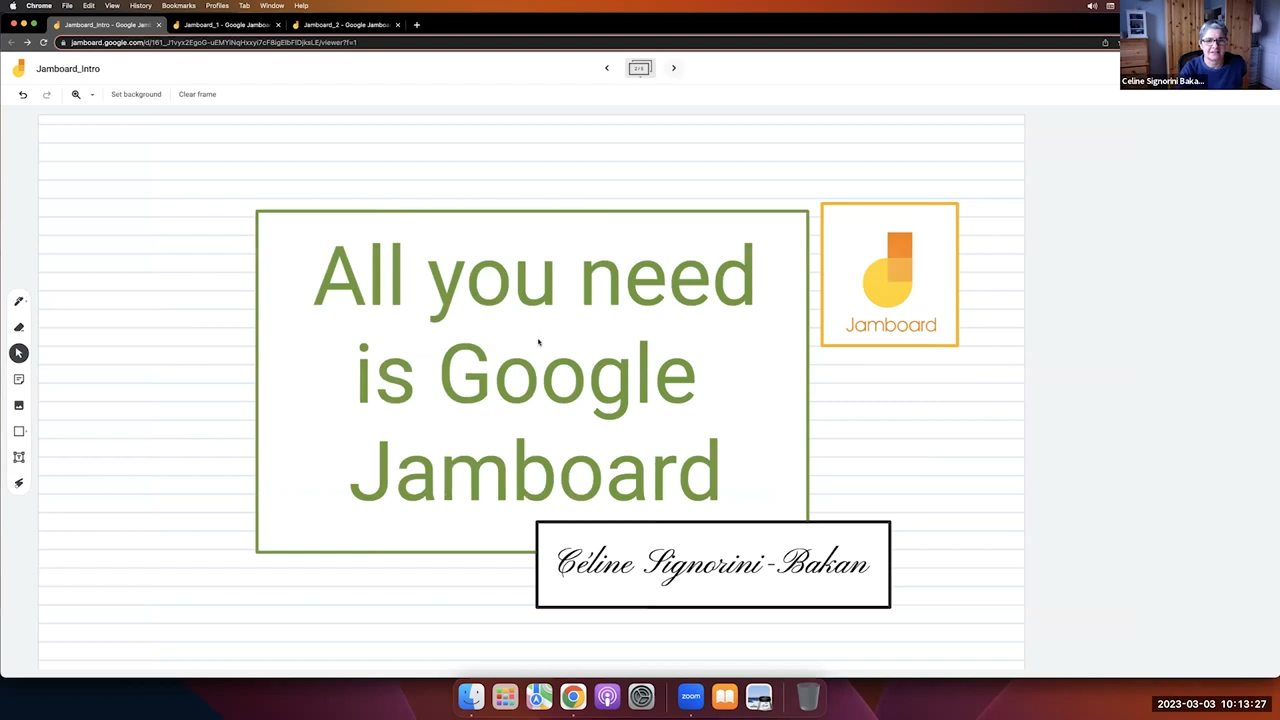 Chrome File Edit View History Bookmarks Profiles Tab Window Help
Jamboard_Intro - Google Jam
Jamboard_1 - Google Jamboa
Jamboard_2 - Google Jamboa
Jamboard_Intro
Set background Clear frame
Celine Signorini Baka...
All you need
is Google
Jamboard
Jamboard
Céline Signorini-Bakan
zoom
2023-03-03 10:13:27